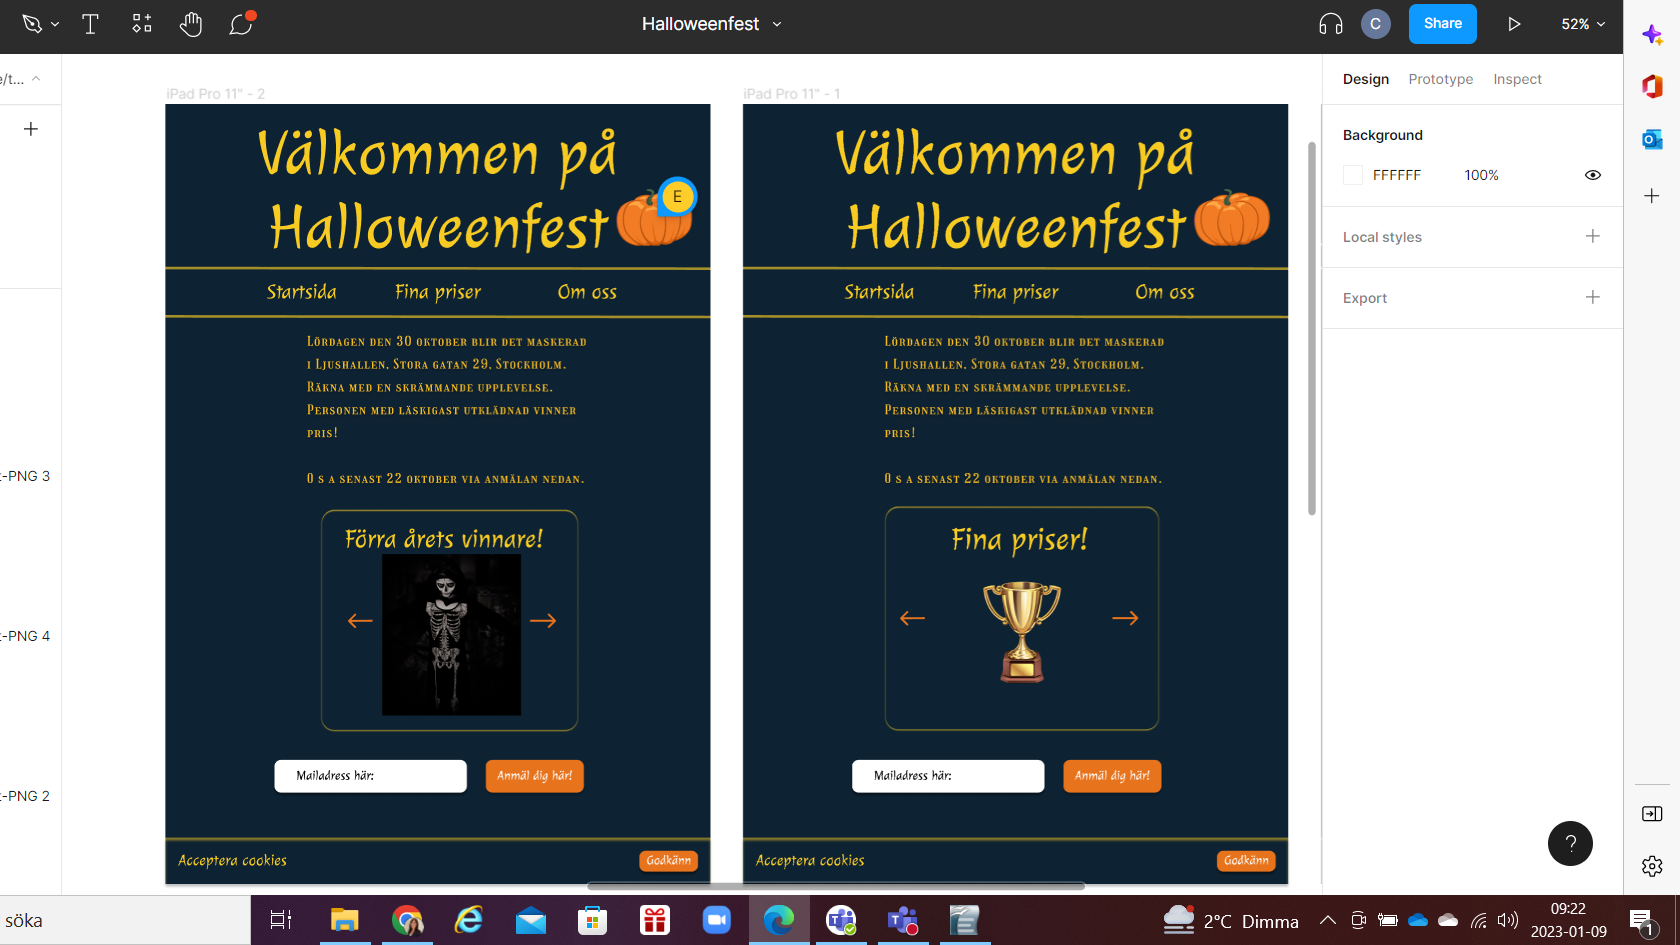 Halloweenfest
C
Share
52%
e/t...
Design
Prototype
Inspect
Background
FFFFFF
100%
Local styles
Export
-PNG 3
-PNG 4
-PNG 2
iPad Pro 11" - 2
Välkommen på
Halloweenfest
E
Startsida
Fina priser
Om oss
Lördagen den 30 oktober blir det maskerad
i Ljushallen, Stora gatan 29, Stockholm.
Räkna med en skrämmande upplevelse.
Personen med läskigast utklädnad vinner
pris!
O s a senast 22 oktober via anmälan nedan.
Förra årets vinnare!
Mailadress här:
Anmäl dig här!
Acceptera cookies
Godkänn
iPad Pro 11" - 1
Välkommen på
Halloweenfest
Startsida
Fina priser
Om oss
Lördagen den 30 oktober blir det maskerad
i Ljushallen, Stora gatan 29, Stockholm.
Räkna med en skrämmande upplevelse.
Personen med läskigast utklädnad vinner
pris!
O s a senast 22 oktober via anmälan nedan.
Fina priser!
Mailadress här:
Anmäl dig här!
Acceptera cookies
Godkänn
?
söka
2°C Dimma
09:22
2023-01-09
1